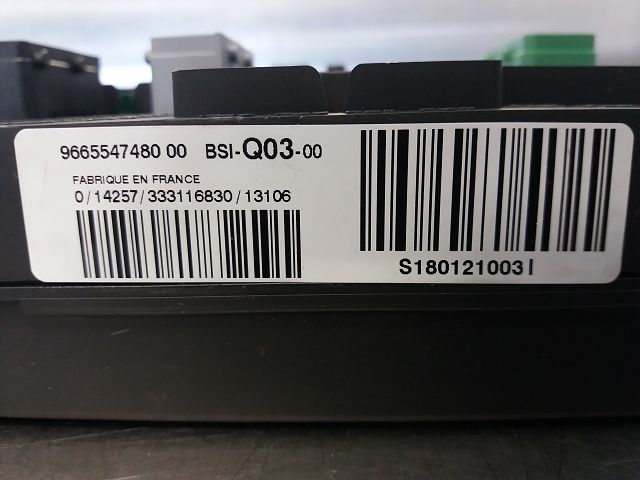 9665547480 00 BSI-Q03-00
FABRIQUE EN FRANCE
0/14257/333116830/13106
S180121003I